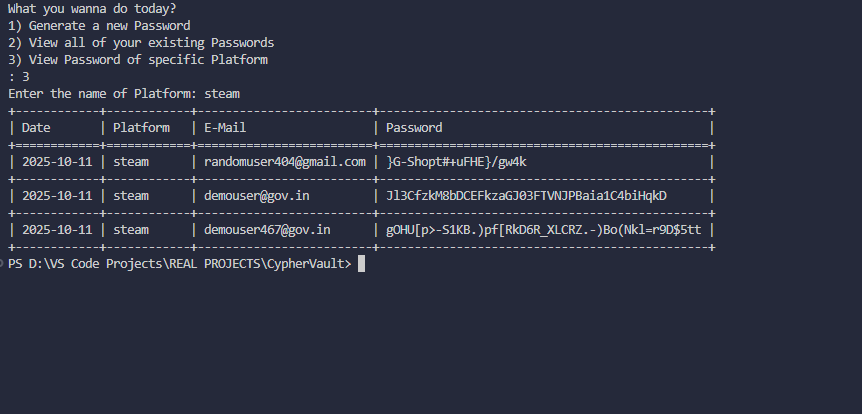 What you wanna do today?
1) Generate a new Password
2) View all of your existing Passwords
3) View Password of specific Platform
: 3
Enter the name of Platform: steam
+------------+------------+-------------------------+-----------------------------------------------+
| Date | Platform | E-Mail | Password |
+============+============+=========================+===============================================+
| 2025-10-11 | steam | randomuser404@gmail.com | }G-Shopt#+uFHE}/gw4k |
+------------+------------+-------------------------+-----------------------------------------------+
| 2025-10-11 | steam | demouser@gov.in | Jl3CfzkM8bDCEFkzaGJ03FTVNJPBaia1C4biHqkD |
+------------+------------+-------------------------+-----------------------------------------------+
| 2025-10-11 | steam | demouser467@gov.in | gOHU[p>-S1KB.)pf[RkD6R_XLCRZ.-)Bo(Nkl=r9D$5tt |
+------------+------------+-------------------------+-----------------------------------------------+
PS D:\VS Code Projects\REAL PROJECTS\CypherVault>